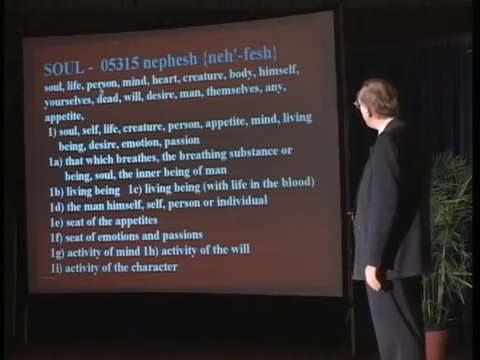 SOUL - 05315 nephesh {neh'-fesh}
soul, life, person, mind, heart, creature, body, himself,
yourselves, dead, will, desire, man, themselves, any,
appetite,
1) soul, self, life, creature, person, appetite, mind, living
being, desire, emotion, passion
1a) that which breathes, the breathing substance or
being, soul, the inner being of man
1b) living being 1c) living being (with life in the blood)
1d) the man himself, self, person or individual
1e) seat of the appetites
1f) seat of emotions and passions
1g) activity of mind 1h) activity of the will
1i) activity of the character